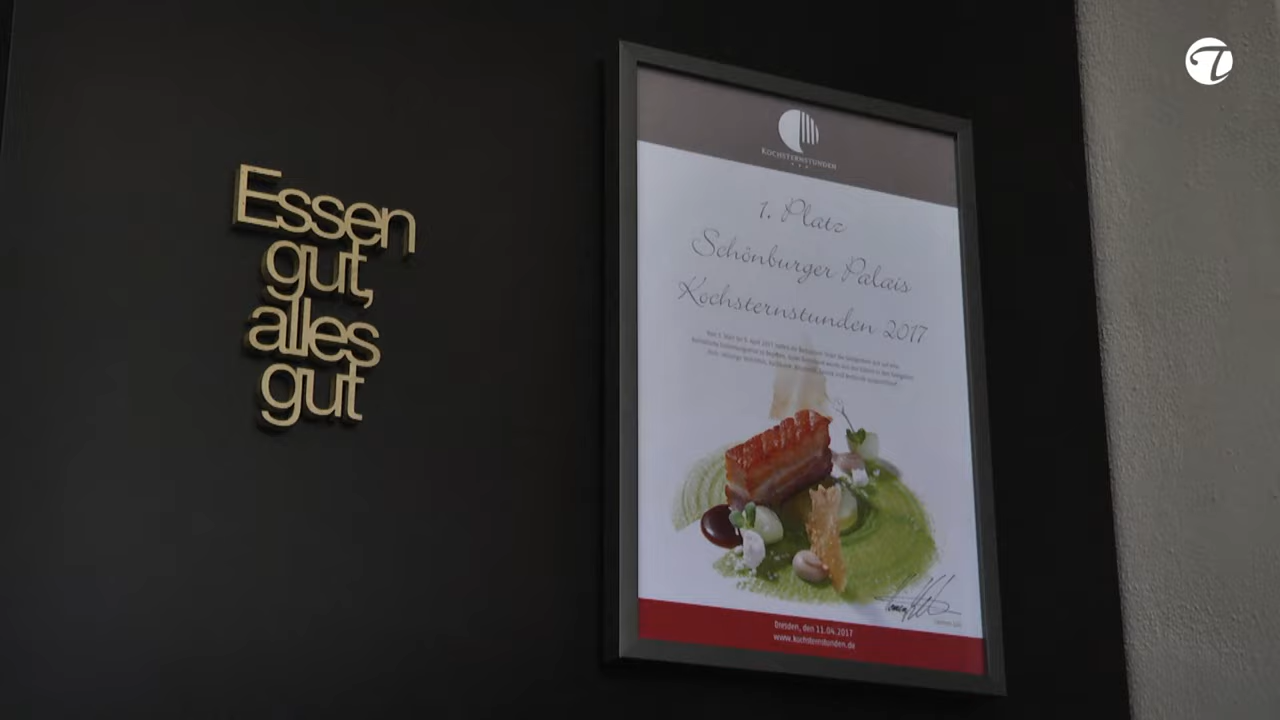 Essen
gut,
alles
gut
KOCHSTERNSTUNDEN
1. Platz
Schönburger Palais
Kochsternstunden 2017
Dresden, den 11.04.2017
www.kochsternstunden.de